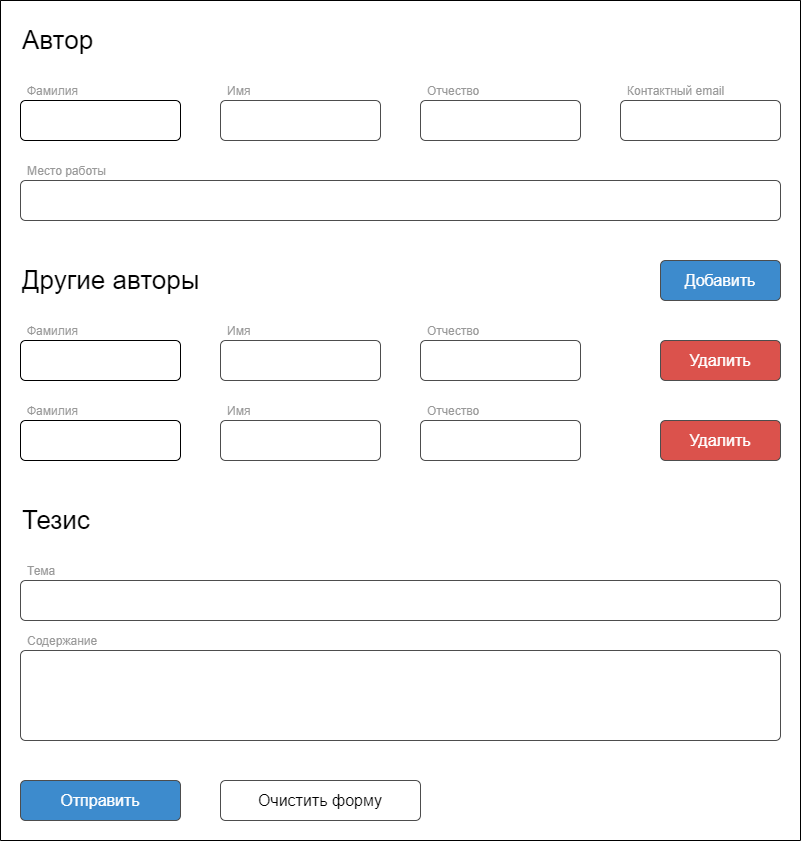 Автор
Фамилия Имя Отчество Контактный email
Место работы
Другие авторы Добавить
Фамилия Имя Отчество
Удалить
Фамилия Имя Отчество
Удалить
Тезис
Тема
Содержание
Отправить Очистить форму